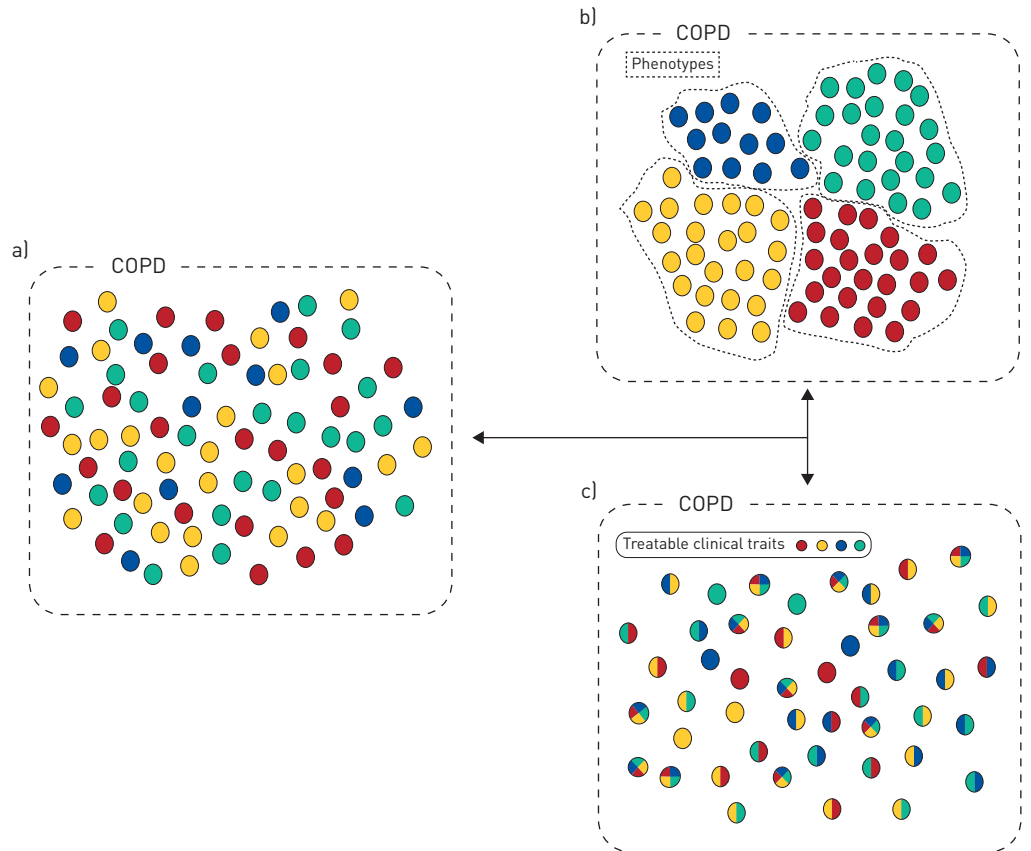 a)
COPD
b)
COPD
Phenotypes
c)
COPD
Treatable clinical traits